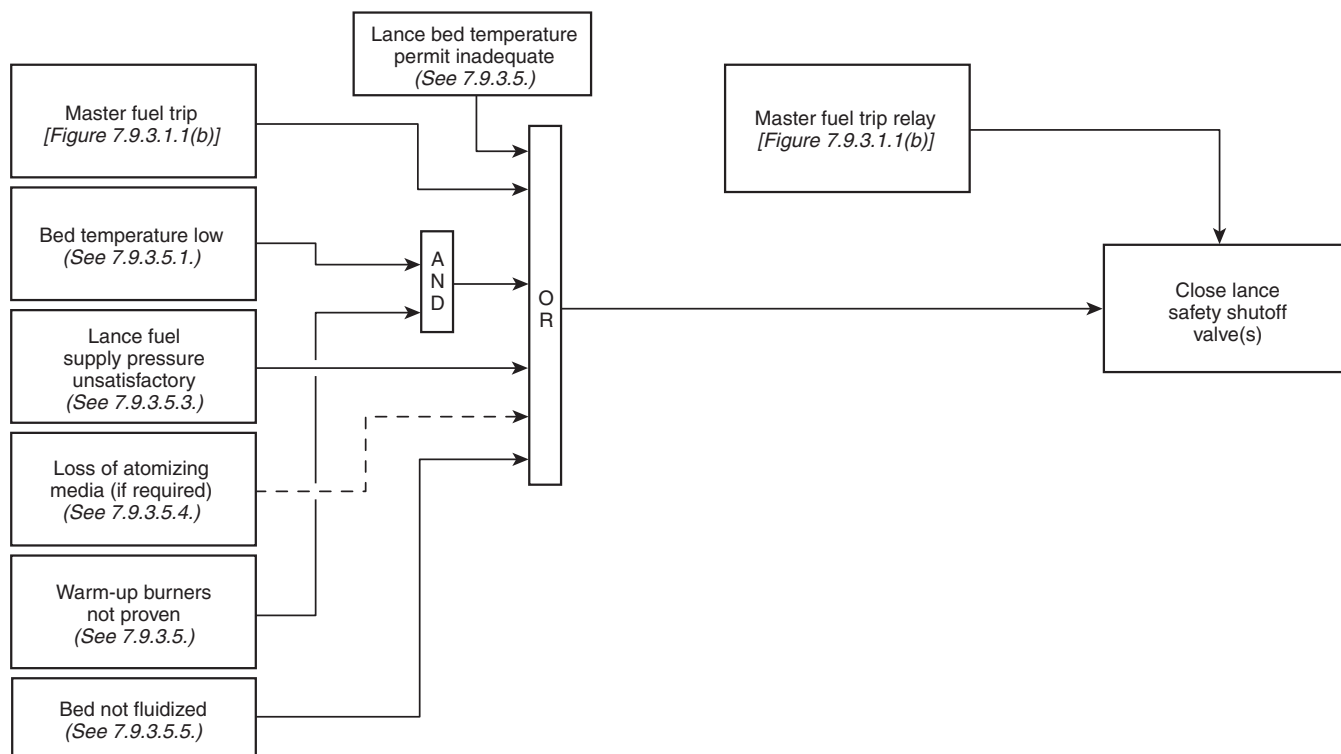 Lance bed temperature
permit inadequate
(See 7.9.3.5.)
Master fuel trip
[Figure 7.9.3.1.1(b)]
Master fuel trip relay
[Figure 7.9.3.1.1(b)]
Bed temperature low
(See 7.9.3.5.1.)
A
N
D
O
R
Close lance
safety shutoff
valve(s)
Lance fuel
supply pressure
unsatisfactory
(See 7.9.3.5.3.)
Loss of atomizing
media (if required)
(See 7.9.3.5.4.)
Warm-up burners
not proven
(See 7.9.3.5.)
Bed not fluidized
(See 7.9.3.5.5.)